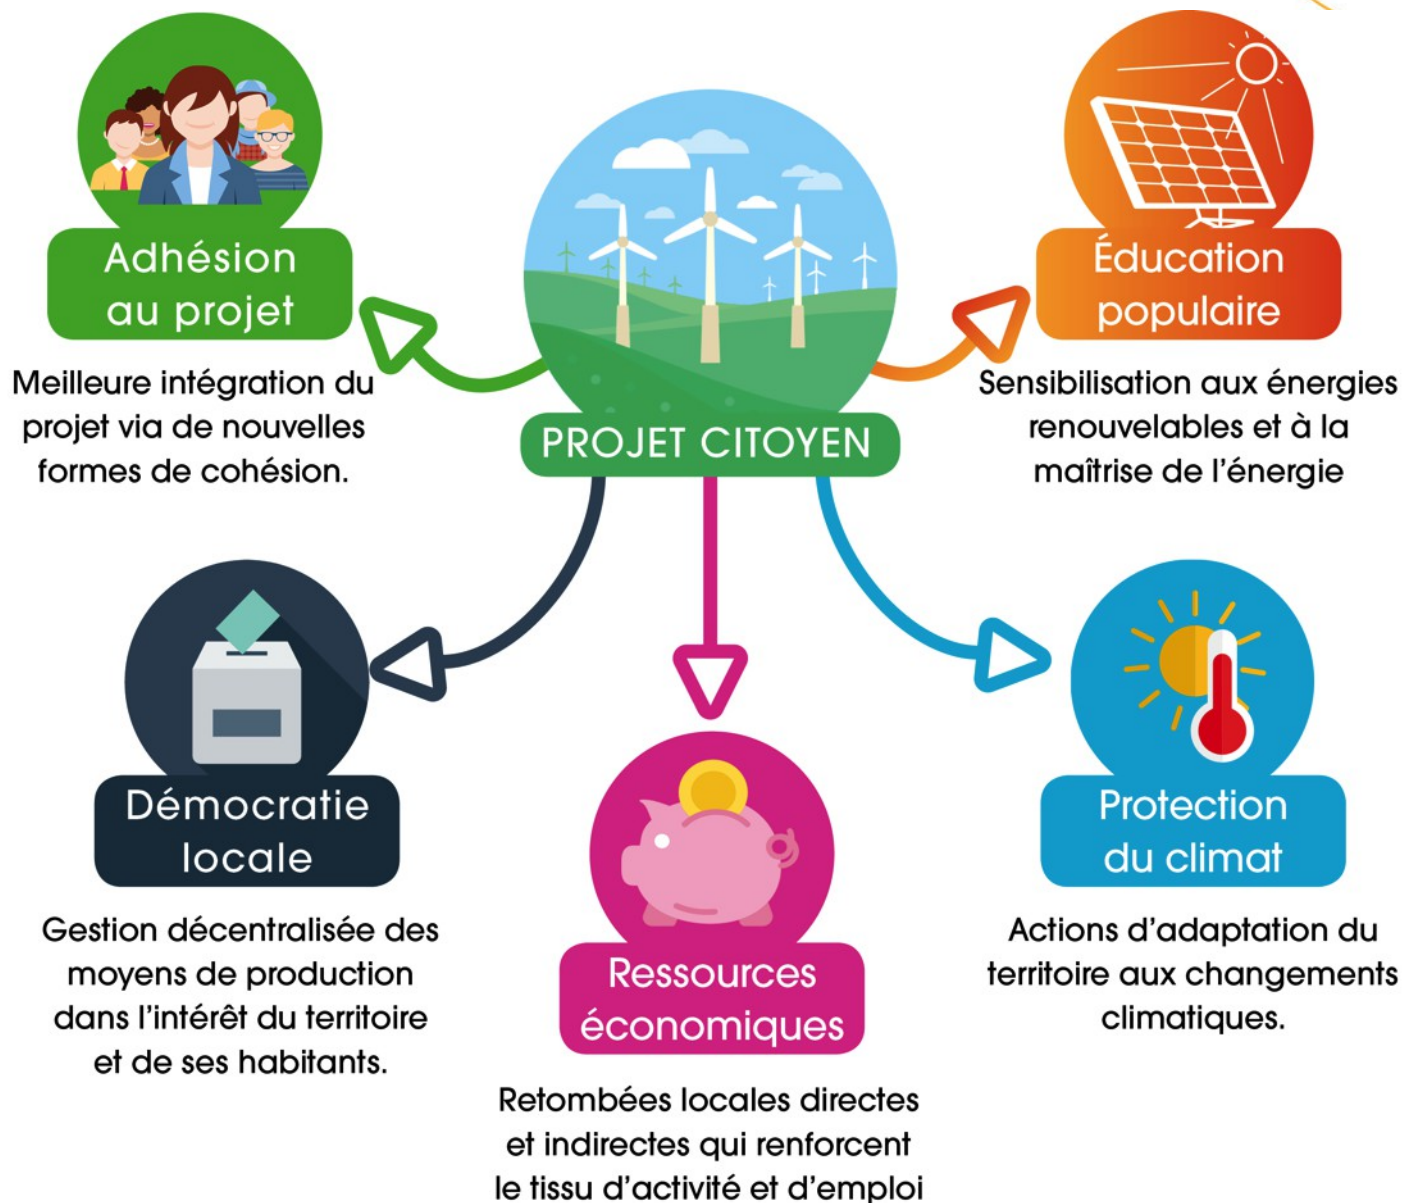 Adhésion
au projet
Meilleure intégration du
projet via de nouvelles
formes de cohésion.
PROJET CITOYEN
Éducation
populaire
Sensibilisation aux énergies
renouvelables et à la
maîtrise de l’énergie
Démocratie
locale
Gestion décentralisée des
moyens de production
dans l’intérêt du territoire
et de ses habitants.
Ressources
économiques
Retombées locales directes
et indirectes qui renforcent
le tissu d’activité et d’emploi
Protection
du climat
Actions d’adaptation du
territoire aux changements
climatiques.